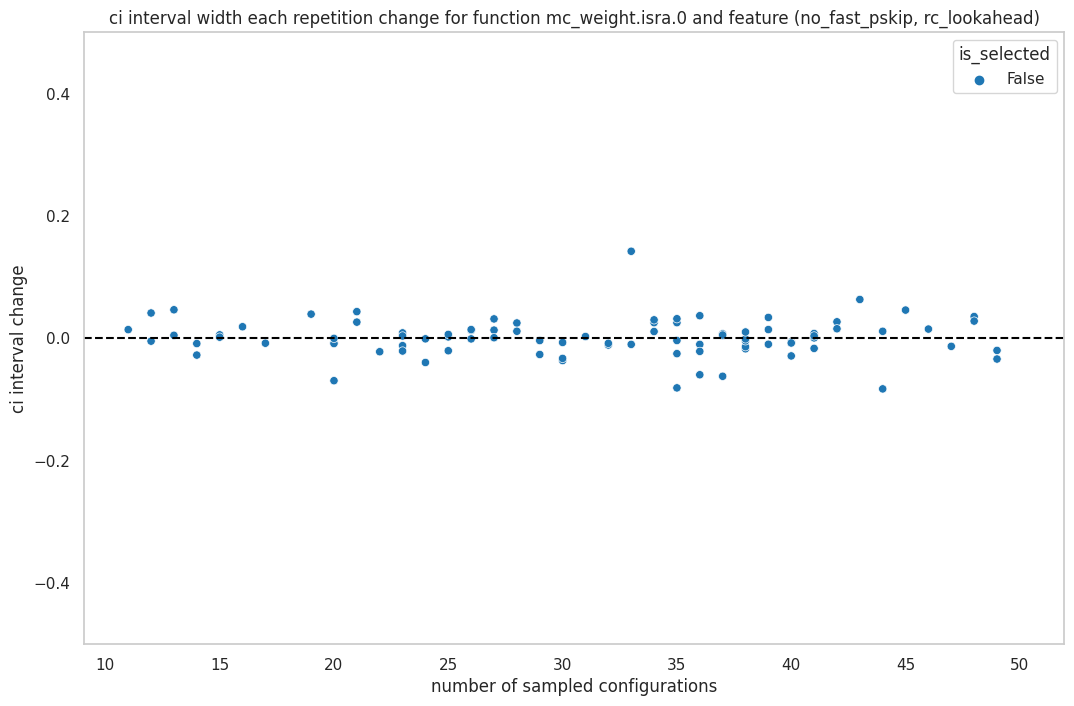 ci interval width each repetition change for function mc_weight.isra.0 and feature (no_fast_pskip, rc_lookahead)
is_selected
False
0.4
0.2
0.0
−0.2
−0.4
ci interval change
10 15 20 25 30 35 40 45 50
number of sampled configurations